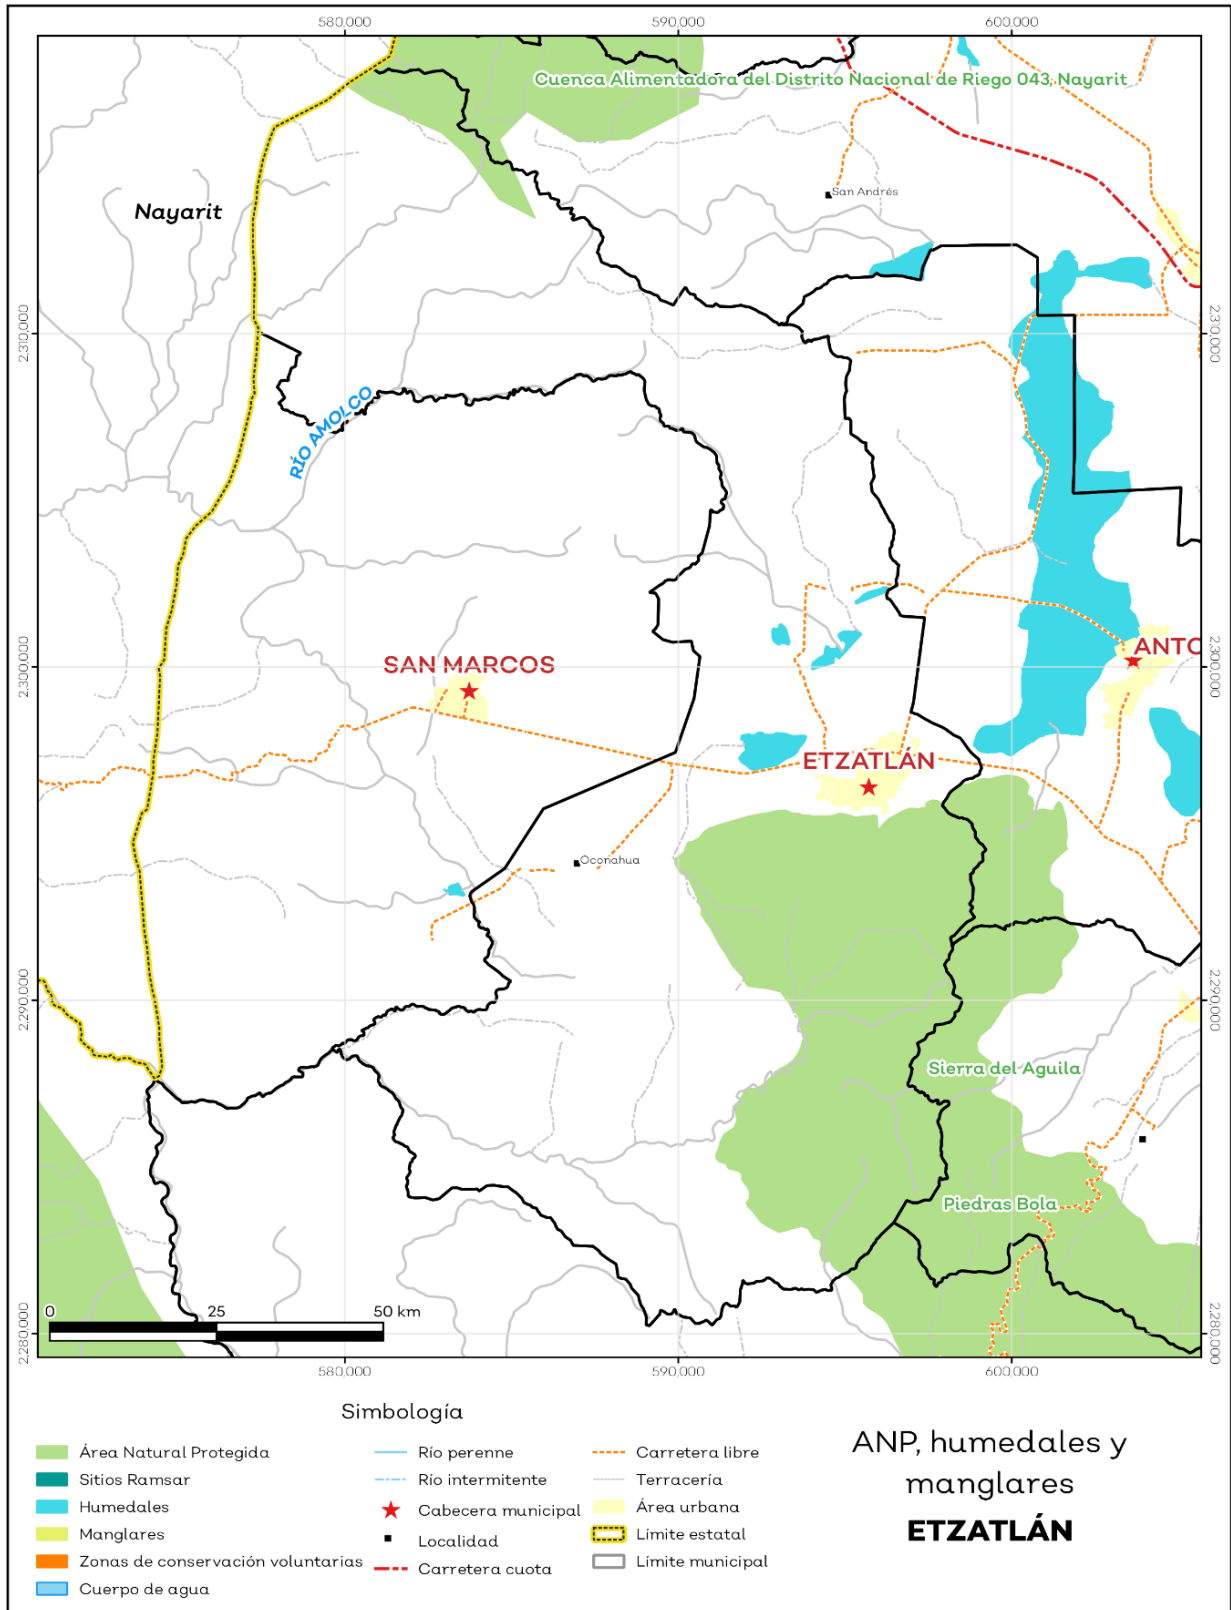 580,000 590,000 600,000
Cuenca Alimentadora del Distrito Nacional de Riego 043, Nayarit
San Andrés
Nayarit
2,310,000 2,310,000
RÍO AMOLCO
SAN MARCOS
ANTO
2,300,000 2,300,000
ETZATLÁN
Oconahua
2,290,000 2,290,000
Sierra del Aguila
Piedras Bola
0 25 50 km
2,280,000 2,280,000
580,000 590,000 600,000
Simbología
Área Natural Protegida
Sitios Ramsar
Humedales
Manglares
Zonas de conservación voluntarias
Cuerpo de agua
Río perenne
Río intermitente
Cabecera municipal
Localidad
Carretera cuota
Carretera libre
Terracería
Área urbana
Límite estatal
Límite municipal
ANP, humedales y
manglares
ETZATLÁN